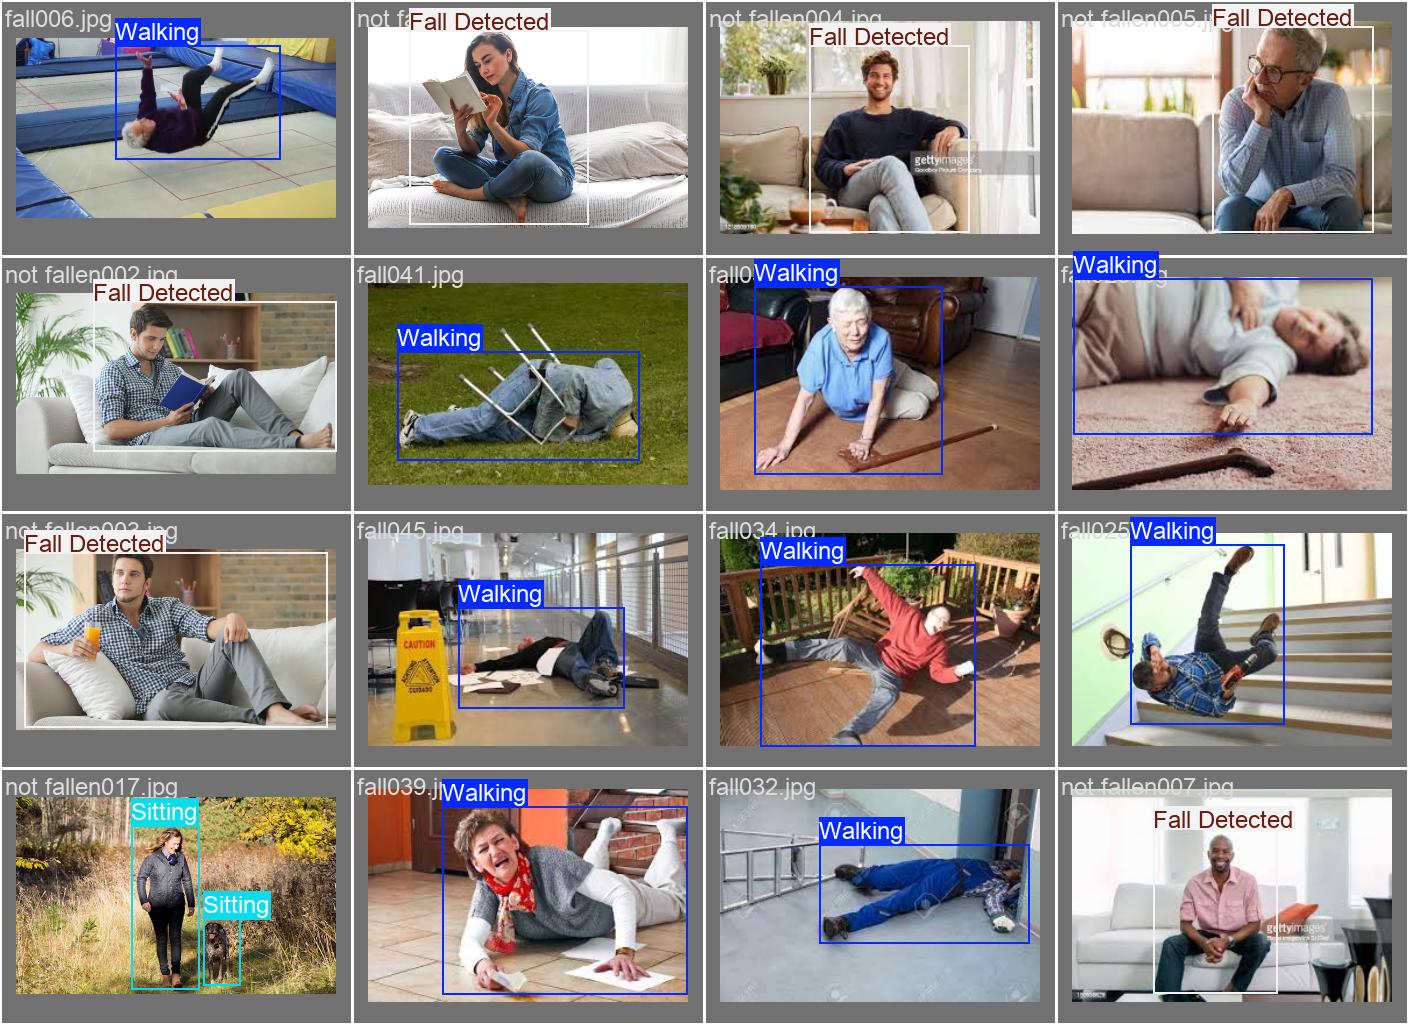 fall006.jpg
Walking
not fa
Fall Detected
not fallen004.jpg
Fall Detected
gettyimages
not fallen005.jpg
Fall Detected
not fallen002.jpg
Fall Detected
fall041.jpg
Walking
fall0
Walking
Walking
not fallen003.jpg
Fall Detected
fall045.jpg
Walking
CAUTION
CUIDADO
fall034.jpg
Walking
fall025
Walking
not fallen017.jpg
Sitting
Sitting
fall039.j
Walking
fall032.jpg
Walking
not fallen007.jpg
Fall Detected
gettyimages